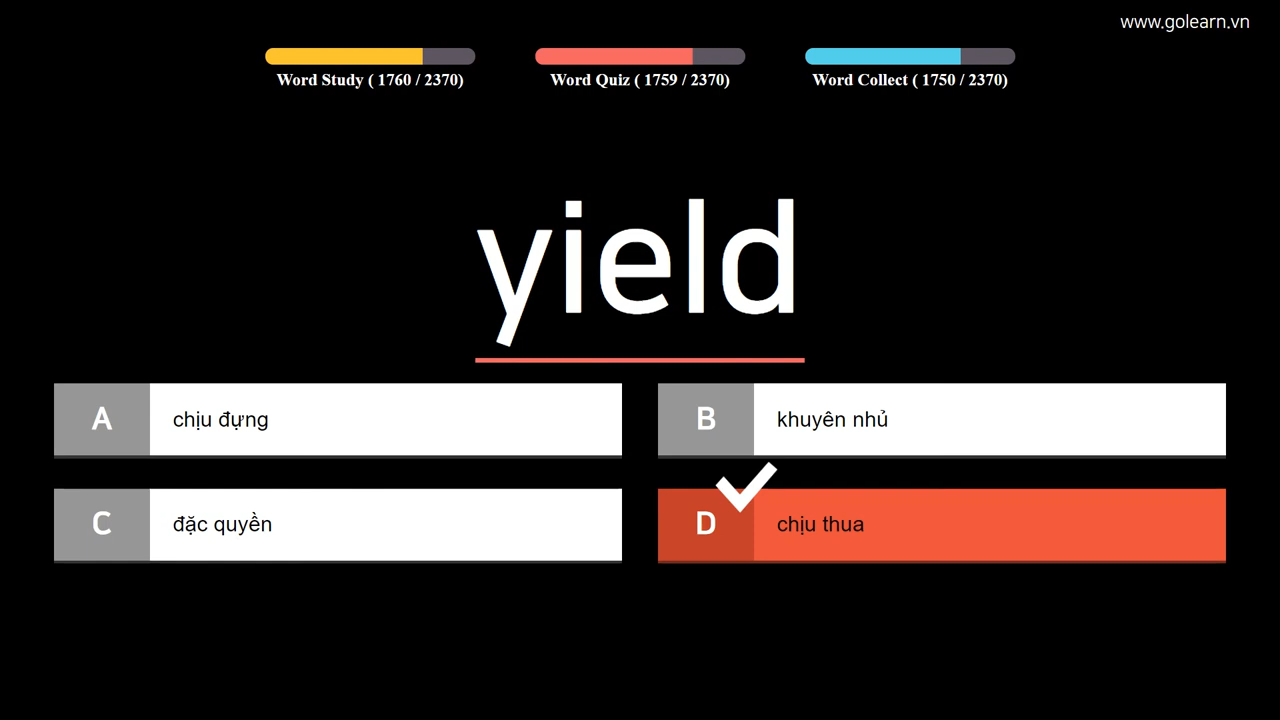 www.golearn.vn
Word Study ( 1760 / 2370)
Word Quiz ( 1759 / 2370)
Word Collect ( 1750 / 2370)
yield
A chịu đựng
B khuyên nhủ
C đặc quyền
D chịu thua